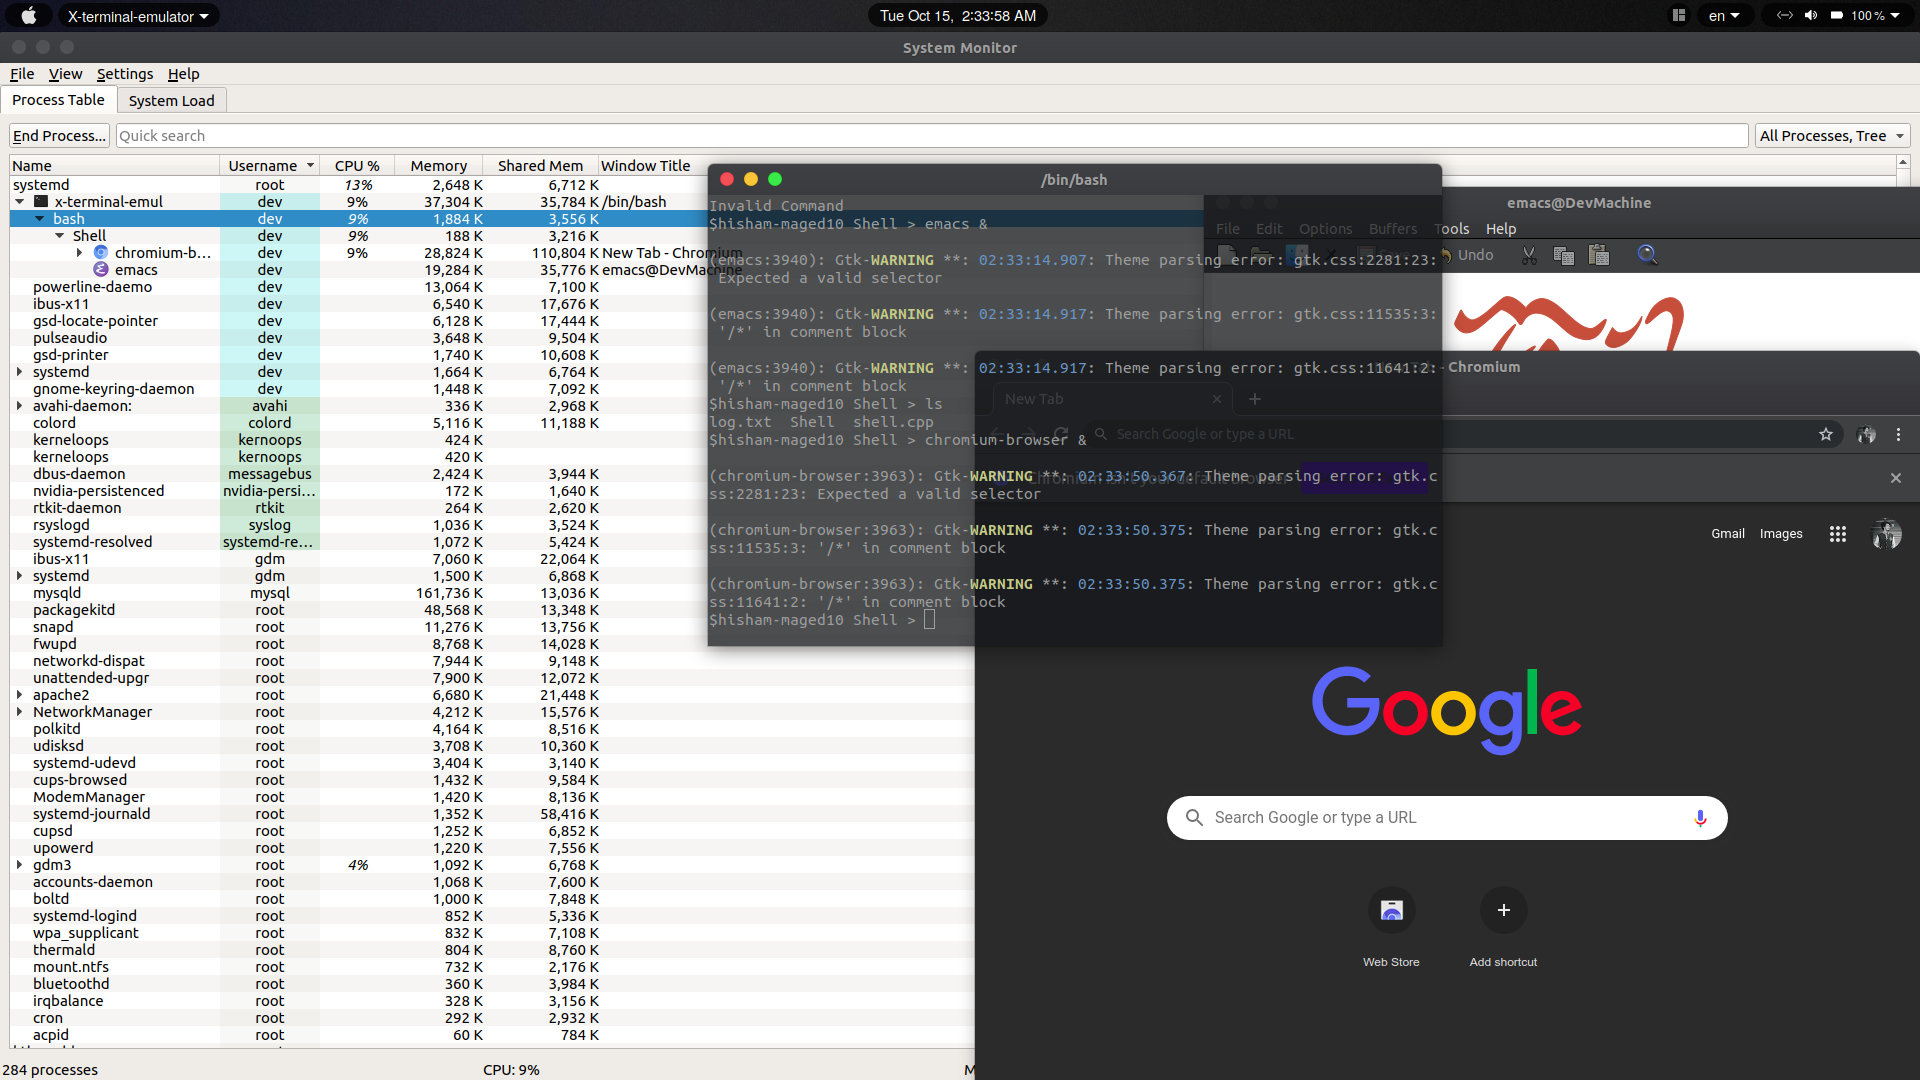 X-terminal-emulator
Tue Oct 15, 2:33:58 AM
en
100 %
System Monitor
File View Settings Help
Process Table System Load
End Process... Quick search All Processes, Tree
Name Username CPU % Memory Shared Mem Window Title
systemd root 13% 2,648 K 6,712 K
x-terminal-emul dev 9% 37,304 K 35,784 K /bin/bash
bash dev 9% 1,884 K 3,556 K
Shell dev 9% 188 K 3,216 K
chromium-b... dev 9% 28,824 K 110,804 K New Tab - Chromium
emacs dev 19,284 K 35,776 K emacs@DevMachine
powerline-daemo dev 13,064 K 7,100 K
ibus-x11 dev 6,540 K 17,676 K
gsd-locate-pointer dev 6,128 K 17,444 K
pulseaudio dev 3,648 K 9,504 K
gsd-printer dev 1,740 K 10,608 K
systemd dev 1,664 K 6,764 K
gnome-keyring-daemon dev 1,448 K 7,092 K
avahi-daemon: avahi 336 K 2,968 K
colord colord 5,116 K 11,188 K
kerneloops kernoops 424 K
kerneloops kernoops 420 K
dbus-daemon messagebus 2,424 K 3,944 K
nvidia-persistenced nvidia-persi... 172 K 1,640 K
rtkit-daemon rtkit 264 K 2,620 K
rsyslogd syslog 1,036 K 3,524 K
systemd-resolved systemd-re... 1,072 K 5,424 K
ibus-x11 gdm 7,060 K 22,064 K
systemd gdm 1,500 K 6,868 K
mysqld mysql 161,736 K 13,036 K
packagekitd root 48,568 K 13,348 K
snapd root 11,276 K 13,756 K
fwupd root 8,768 K 14,028 K
networkd-dispat root 7,944 K 9,148 K
unattended-upgr root 7,900 K 12,072 K
apache2 root 6,680 K 21,448 K
NetworkManager root 4,212 K 15,576 K
polkitd root 4,164 K 8,516 K
udisksd root 3,708 K 10,360 K
systemd-udevd root 3,404 K 3,140 K
cups-browsed root 1,432 K 9,584 K
ModemManager root 1,420 K 8,136 K
systemd-journald root 1,352 K 58,416 K
cupsd root 1,252 K 6,852 K
upowerd root 1,220 K 7,556 K
gdm3 root 4% 1,092 K 6,768 K
accounts-daemon root 1,068 K 7,600 K
boltd root 1,000 K 7,848 K
systemd-logind root 852 K 5,336 K
wpa_supplicant root 832 K 7,108 K
thermald root 804 K 8,760 K
mount.ntfs root 732 K 2,176 K
bluetoothd root 360 K 3,984 K
irqbalance root 328 K 3,156 K
cron root 292 K 2,932 K
acpid root 60 K 784 K
284 processes CPU: 9% M
/bin/bash
Invalid Command
$hisham-maged10 Shell > emacs &
(emacs:3940): Gtk-WARNING **: 02:33:14.907: Theme parsing error: gtk.css:2281:23:
Expected a valid selector
(emacs:3940): Gtk-WARNING **: 02:33:14.917: Theme parsing error: gtk.css:11535:3:
'/*' in comment block
(emacs:3940): Gtk-WARNING **: 02:33:14.917: Theme parsing error: gtk.css:11641:2:
'/*' in comment block
$hisham-maged10 Shell > ls
log.txt Shell shell.cpp
$hisham-maged10 Shell > chromium-browser &
(chromium-browser:3963): Gtk-WARNING **: 02:33:50.367: Theme parsing error: gtk.c
ss:2281:23: Expected a valid selector
(chromium-browser:3963): Gtk-WARNING **: 02:33:50.375: Theme parsing error: gtk.c
ss:11535:3: '/*' in comment block
(chromium-browser:3963): Gtk-WARNING **: 02:33:50.375: Theme parsing error: gtk.c
ss:11641:2: '/*' in comment block
$hisham-maged10 Shell >
emacs@DevMachine
File Edit Options Buffers Tools Help
Undo
- Chromium
New Tab
Search Google or type a URL
Chromium isn't your default browser
Gmail Images
Google
Search Google or type a URL
Web Store Add shortcut